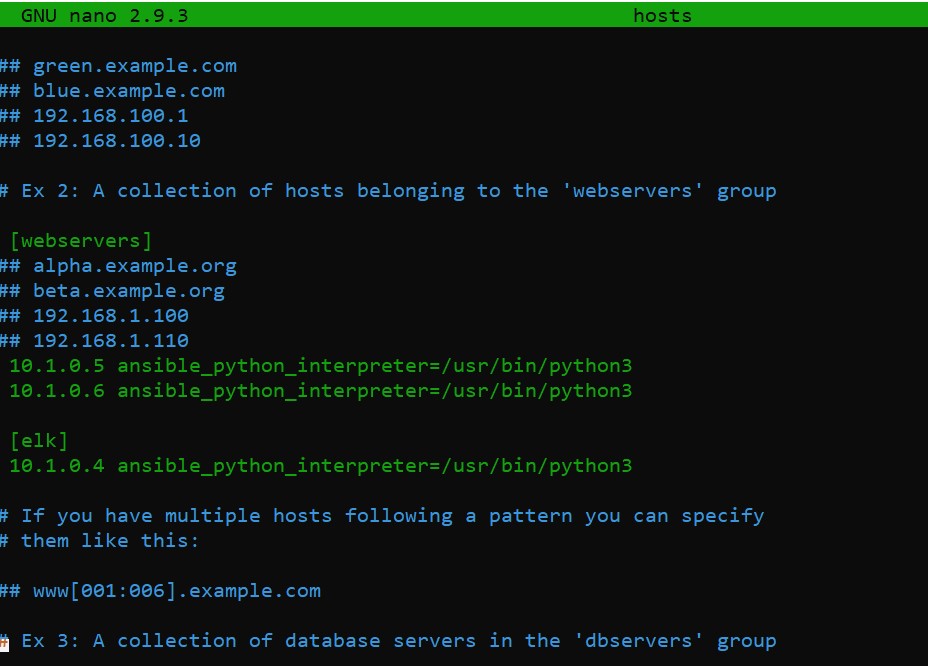 GNU nano 2.9.3 hosts
## green.example.com
## blue.example.com
## 192.168.100.1
## 192.168.100.10
# Ex 2: A collection of hosts belonging to the 'webservers' group
[webservers]
## alpha.example.org
## beta.example.org
## 192.168.1.100
## 192.168.1.110
10.1.0.5 ansible_python_interpreter=/usr/bin/python3
10.1.0.6 ansible_python_interpreter=/usr/bin/python3
[elk]
10.1.0.4 ansible_python_interpreter=/usr/bin/python3
# If you have multiple hosts following a pattern you can specify
# them like this:
## www[001:006].example.com
# Ex 3: A collection of database servers in the 'dbservers' group